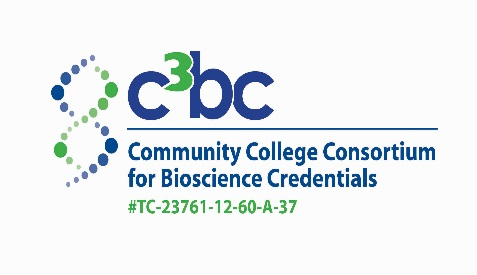 c³bc
Community College Consortium
for Bioscience Credentials
#TC-23761-12-60-A-37